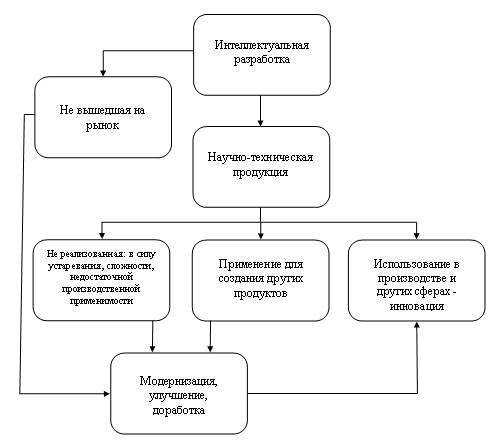 Интеллектуальная
разработка
Не вышедшая на
рынок
Научно-техническая
продукция
Не реализованная: в силу
устаревания, сложности,
недостаточной
производственной
применимости
Применение для
создания других
продуктов
Использование в
производстве и
других сферах -
инновация
Модернизация,
улучшение,
доработка